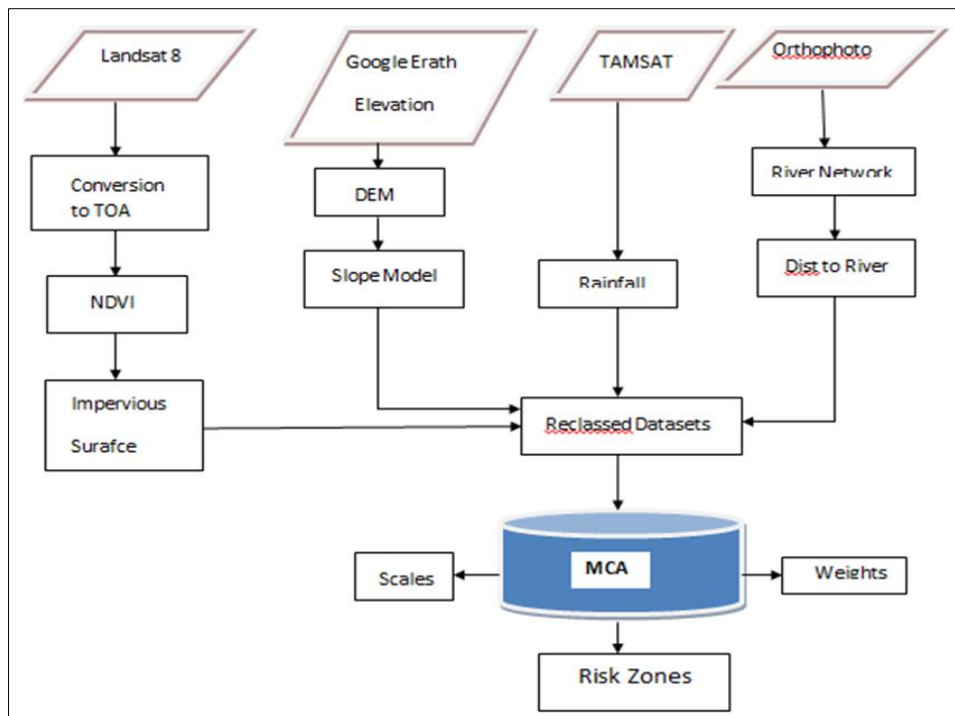 Landsat 8
Google Erath
Elevation
TAMSAT
Orthophoto
Conversion
to TOA
DEM
River Network
NDVI
Slope Model
Rainfall
Dist to River
Impervious
Surafce
Reclassed Datasets
MCA
Scales
Weights
Risk Zones